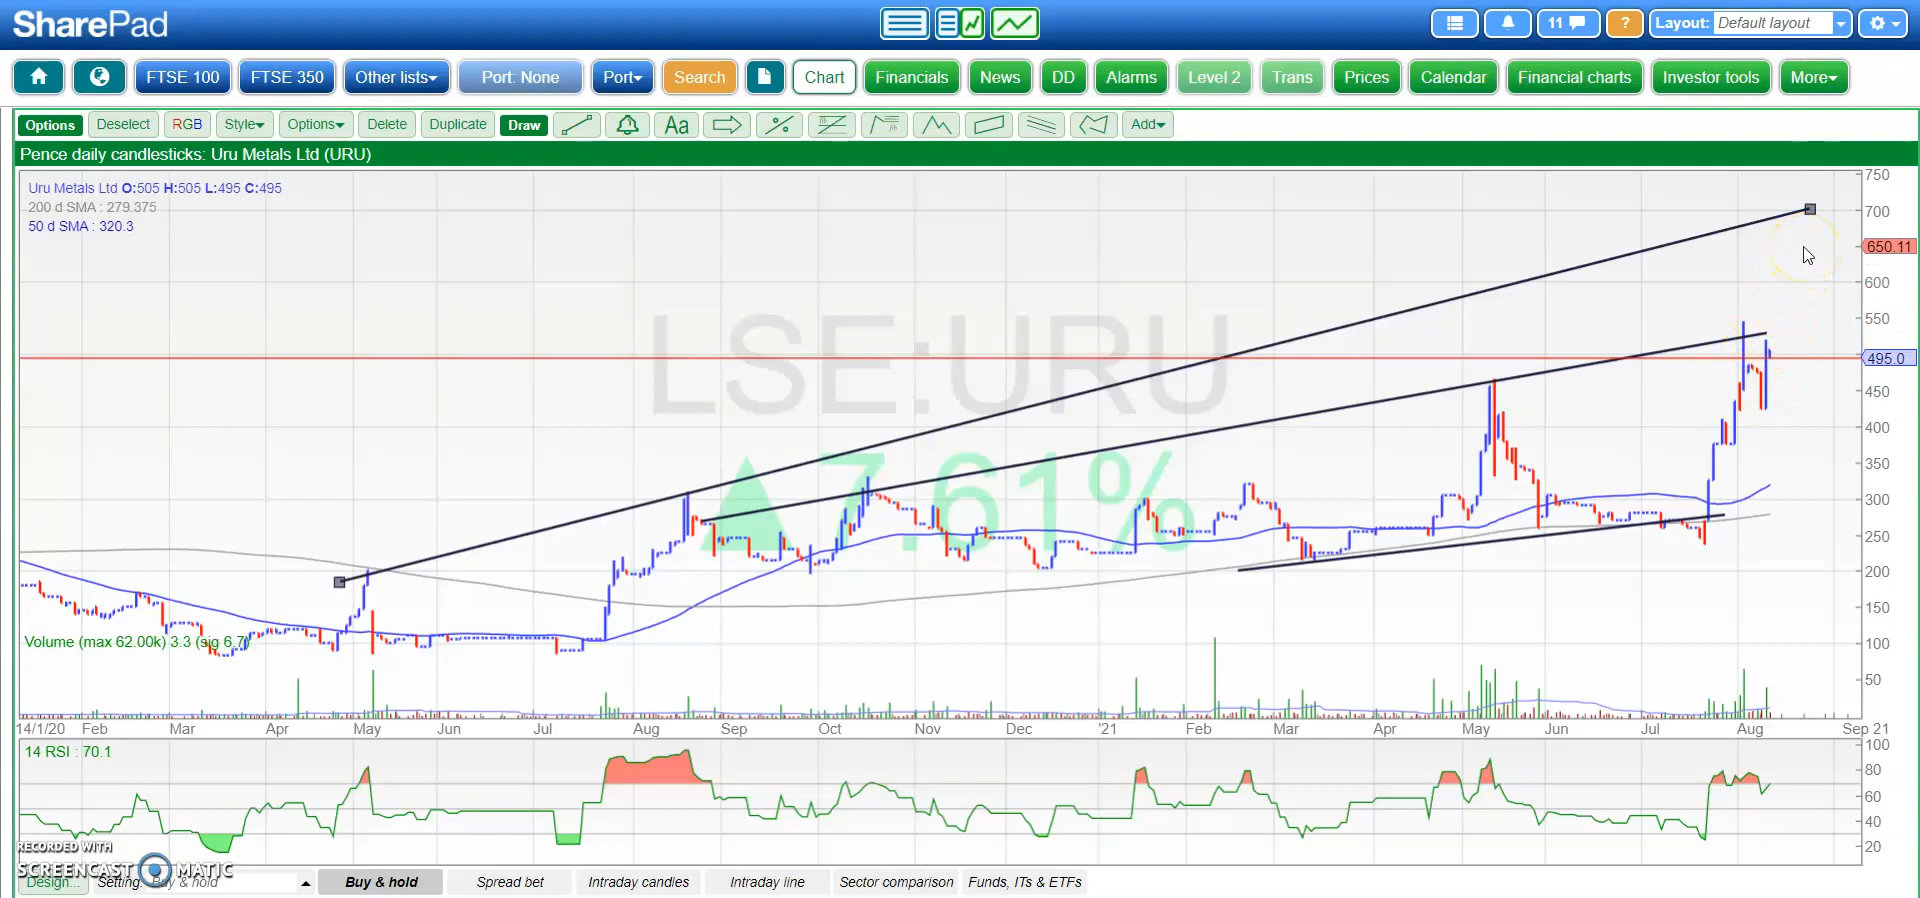 SharePad
11
?
Layout: Default layout
FTSE 100
FTSE 350
Other lists
Port: None
Port
Search
Chart
Financials
News
DD
Alarms
Level 2
Trans
Prices
Calendar
Financial charts
Investor tools
More
Options
Deselect
RGB
Style
Options
Delete
Duplicate
Draw
Aa
Add
Pence daily candlesticks: Uru Metals Ltd (URU)
Uru Metals Ltd O:505 H:505 L:495 C:495
200 d SMA : 279.375
50 d SMA : 320.3
LSE:URU
7.61%
750
700
650.11
600
550
495.0
450
400
350
300
250
200
150
100
50
Volume (max 62.00k) 3.3 (sig 6.7)
14/1/20 Feb Mar Apr May Jun Jul Aug Sep Oct Nov Dec '21 Feb Mar Apr May Jun Jul Aug Sep 21
14 RSI : 70.1
100
80
60
40
20
RECORDED WITH
SCREENCAST MATIC
Design...
Setting: Buy & hold
Buy & hold
Spread bet
Intraday candles
Intraday line
Sector comparison
Funds, ITs & ETFs